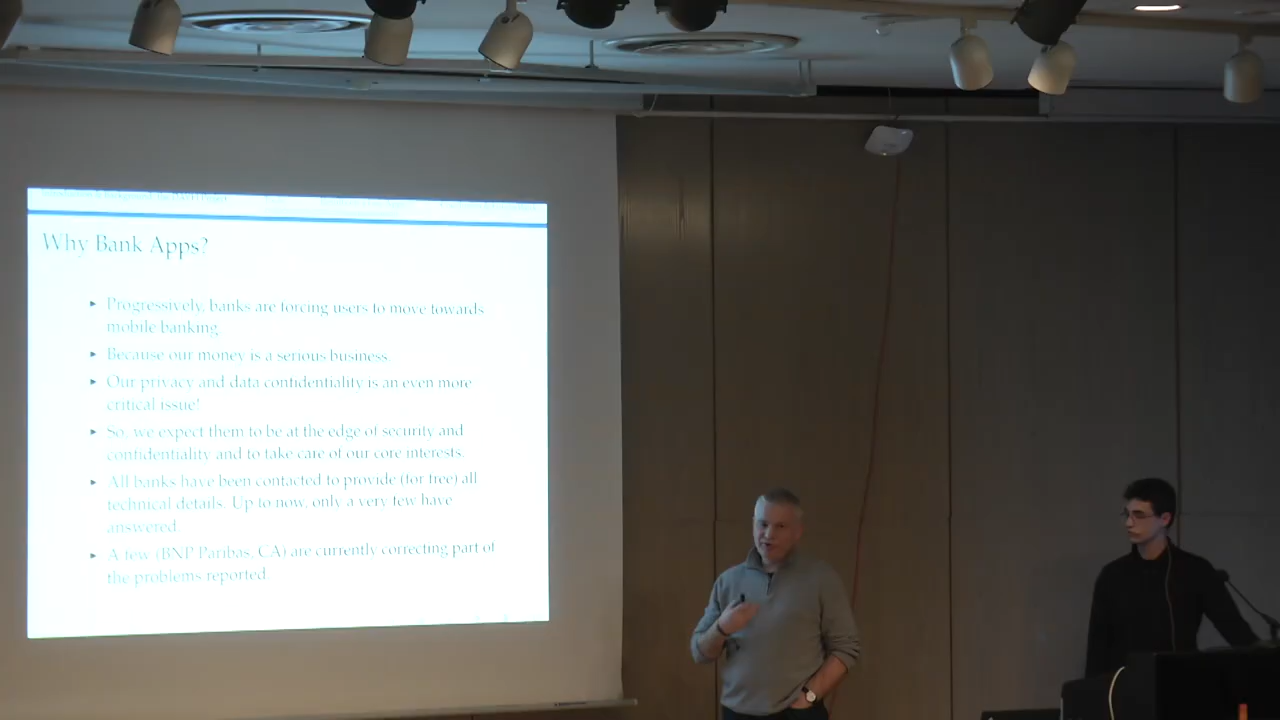 Why Bank Apps?
Progressively, banks are forcing users to move towards
mobile banking.
Because our money is a serious business.
Our privacy and data confidentiality is an even more
critical issue!
So, we expect them to be at the edge of security and
confidentiality and to take care of our core interests.
All banks have been contacted to provide (for free) all
technical details. Up to now, only a very few have
answered.
A few (BNP Paribas, CA) are currently correcting part of
the problems reported.